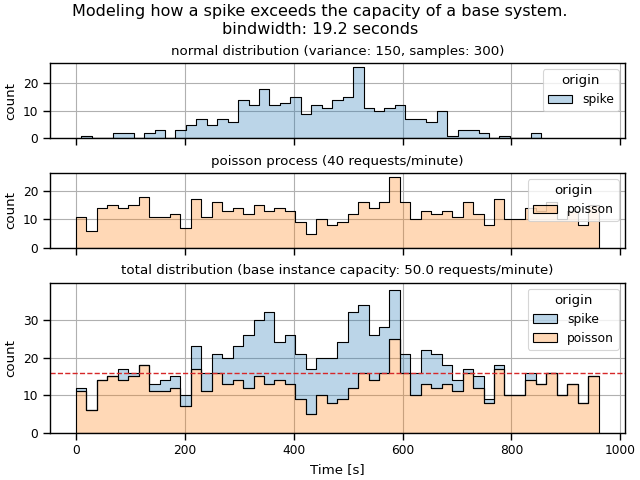 Modeling how a spike exceeds the capacity of a base system.
bindwidth: 19.2 seconds
normal distribution (variance: 150, samples: 300)
20
10
0
count
origin
spike
poisson process (40 requests/minute)
20
10
0
count
origin
poisson
total distribution (base instance capacity: 50.0 requests/minute)
30
20
10
0
count
origin
spike
poisson
0 200 400 600 800 1000
Time [s]